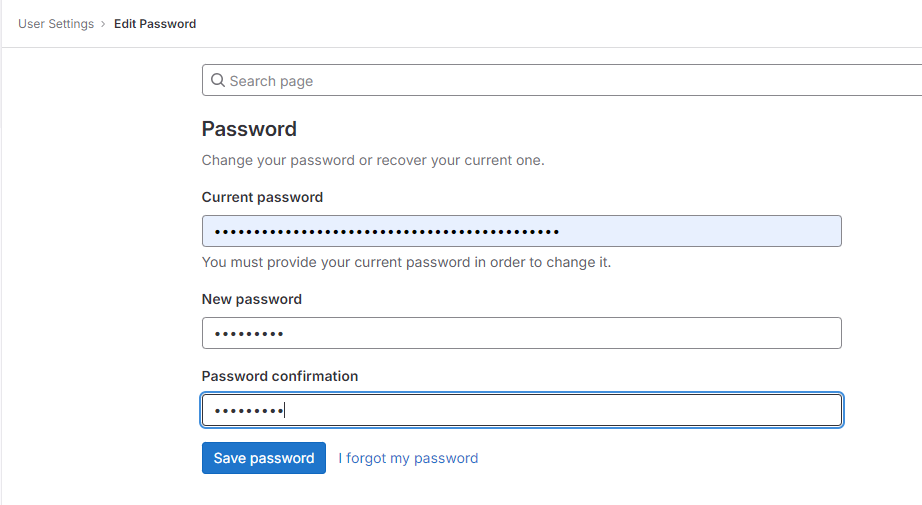 User Settings › Edit Password
Search page
Password
Change your password or recover your current one.
Current password
••••••••••••••••••••••••••••••••••••••••••••
You must provide your current password in order to change it.
New password
•••••••••
Password confirmation
•••••••••
Save password I forgot my password